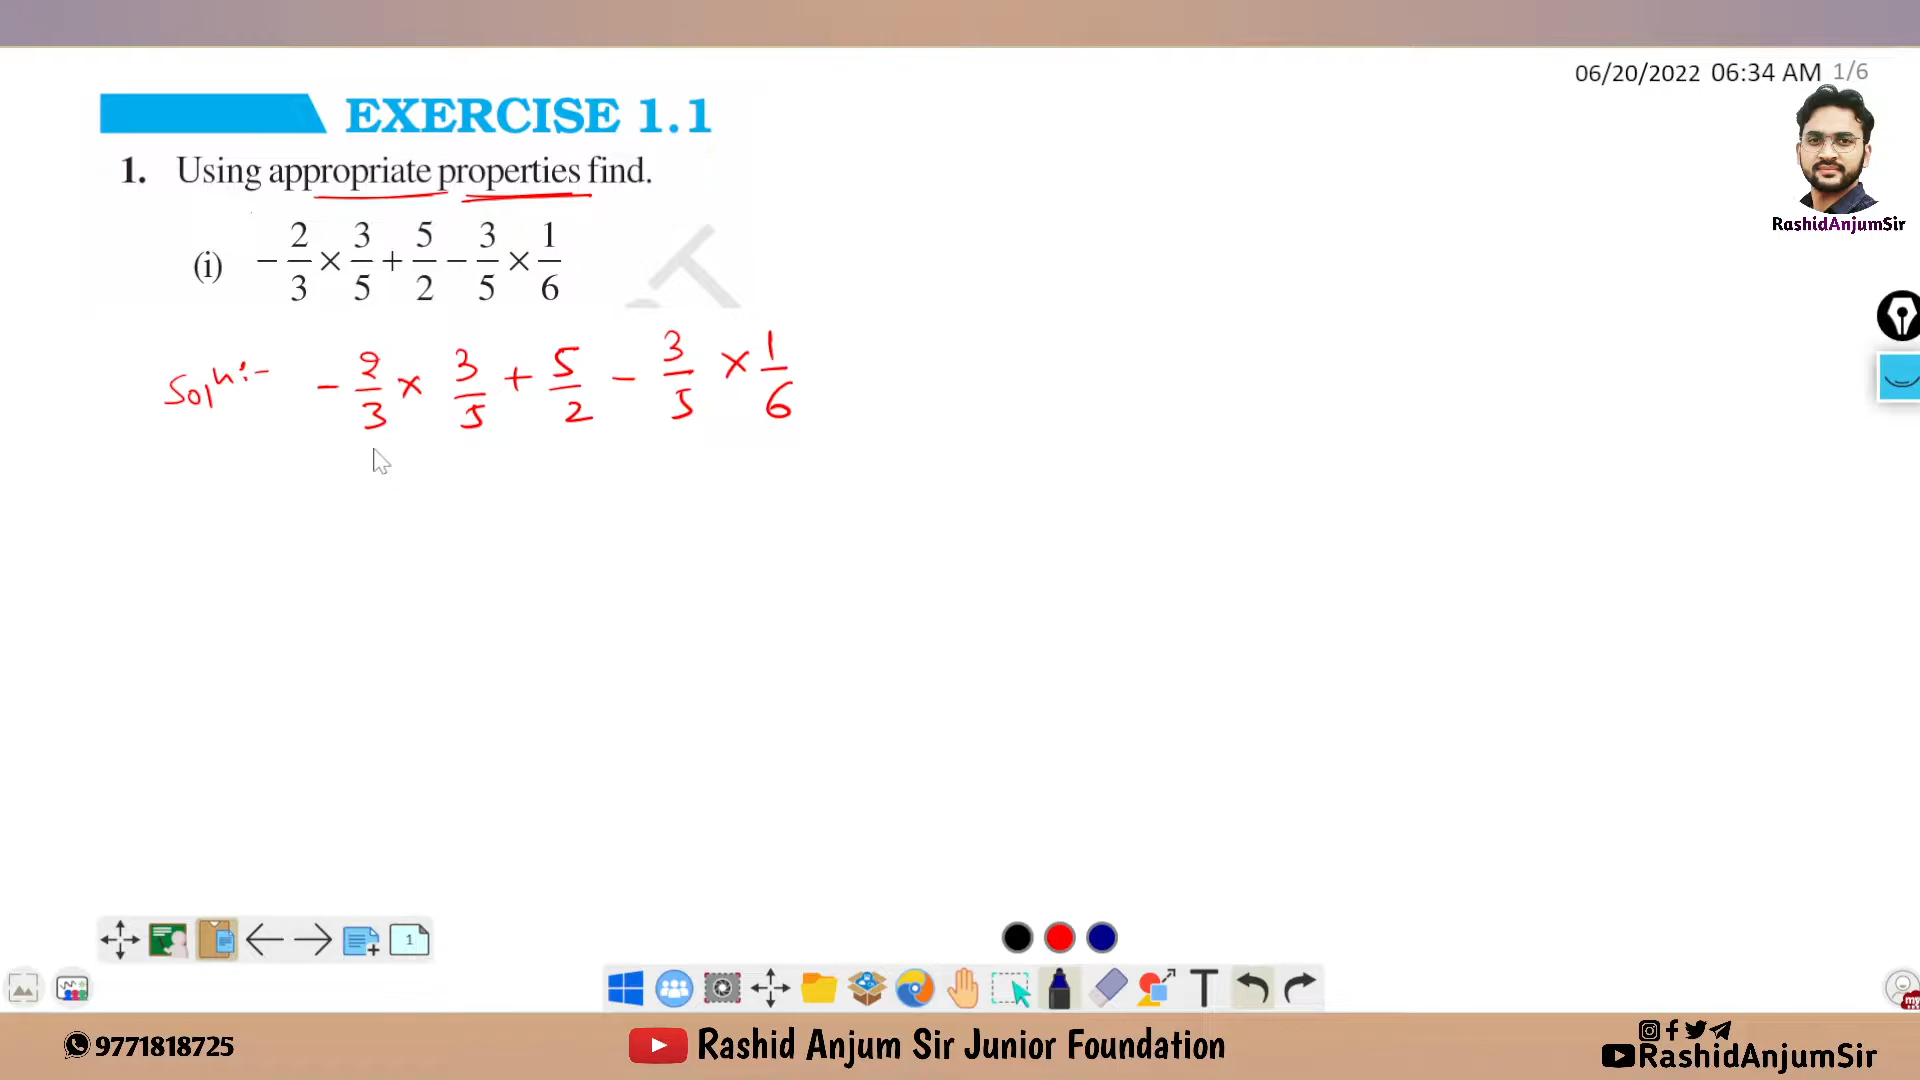 06/20/2022 06:34 AM 1/6
EXERCISE 1.1
RashidAnjumSir
1. Using appropriate properties find.
(i) -2/3 × 3/5 + 5/2 - 3/5 × 1/6
Soln:- -2/3 × 3/5 + 5/2 - 3/5 × 1/6
1
9771818725
Rashid Anjum Sir Junior Foundation
RashidAnjumSir